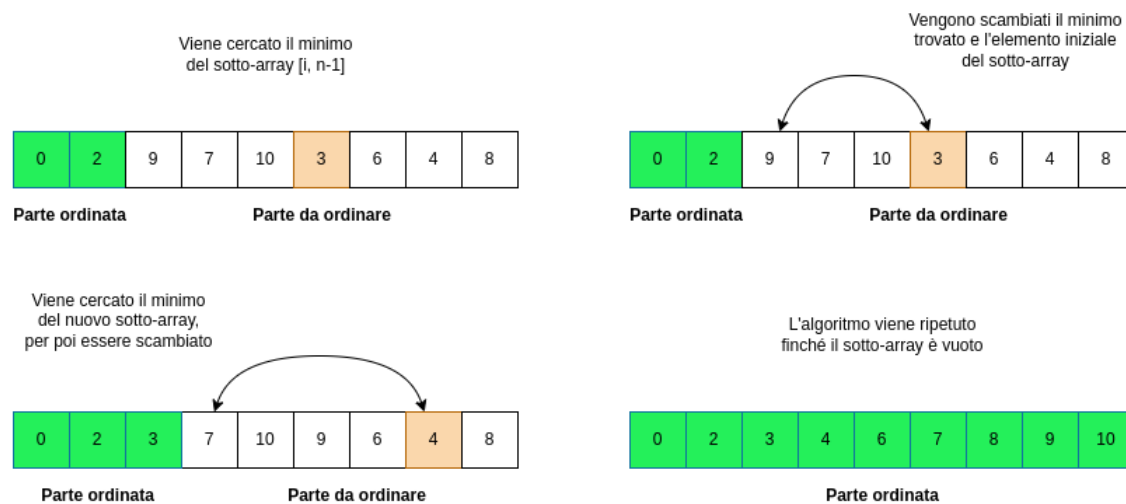 Viene cercato il minimo
del sotto-array [i, n-1]
0 2 9 7 10 3 6 4 8
Parte ordinata Parte da ordinare
Vengono scambiati il minimo
trovato e l'elemento iniziale
del sotto-array
0 2 9 7 10 3 6 4 8
Parte ordinata Parte da ordinare
Viene cercato il minimo
del nuovo sotto-array,
per poi essere scambiato
0 2 3 7 10 9 6 4 8
Parte ordinata Parte da ordinare
L'algoritmo viene ripetuto
finché il sotto-array è vuoto
0 2 3 4 6 7 8 9 10
Parte ordinata